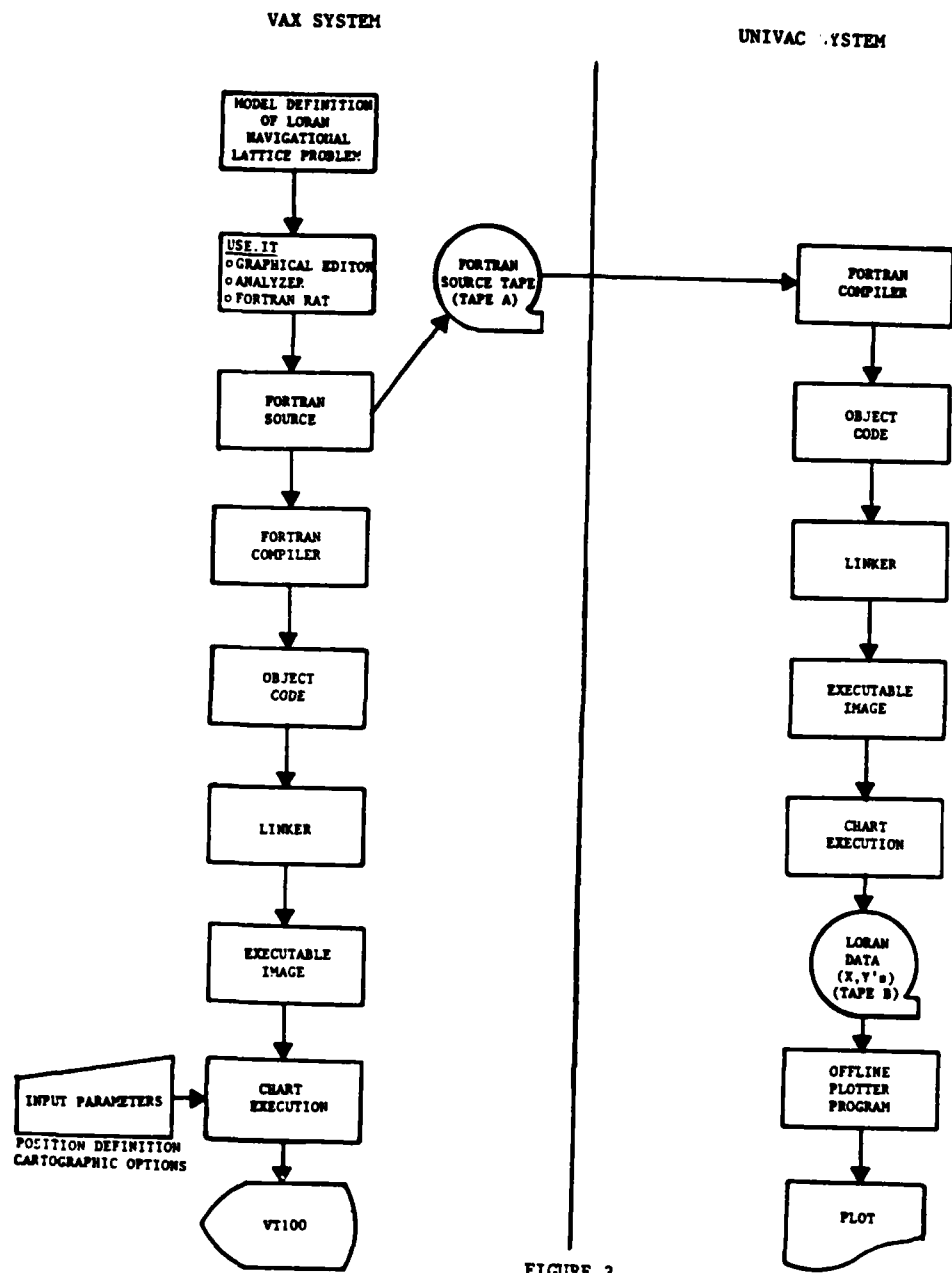 VAX SYSTEM
MODEL DEFINITION
OF LORAN
NAVIGATIONAL
LATTICE PROBLEM
USE.IT
o GRAPHICAL EDITOR
o ANALYZER
o FORTRAN RAT
FORTRAN
SOURCE
FORTRAN
COMPILER
OBJECT
CODE
LINKER
EXECUTABLE
IMAGE
INPUT PARAMETERS
POSITION DEFINITION
CARTOGRAPHIC OPTIONS
CHART
EXECUTION
VT100
FORTRAN
SOURCE TAPE
(TAPE A)
UNIVAC YSTEM
FORTRAN
COMPILER
OBJECT
CODE
LINKER
EXECUTABLE
IMAGE
CHART
EXECUTION
LORAN
DATA
(X,Y's)
(TAPE B)
OFFLINE
PLOTTER
PROGRAM
PLOT
FIGURE